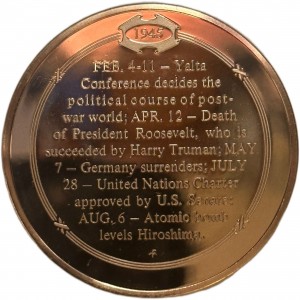 1945
FEB. 4-11 — Yalta
Conference decides the
political course of post-
war world; APR. 12 — Death
of President Roosevelt, who is
succeeded by Harry Truman; MAY
7 — Germany surrenders; JULY
28 — United Nations Charter
approved by U.S. Senate;
AUG. 6 — Atomic bomb
levels Hiroshima.